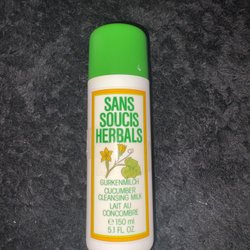 SANS
SOUCIS
HERBALS
GURKENMILCH
CUCUMBER
CLEANSING MILK
LAIT AU
CONCOMBRE
℮ 150 ml
5.1 FL. OZ